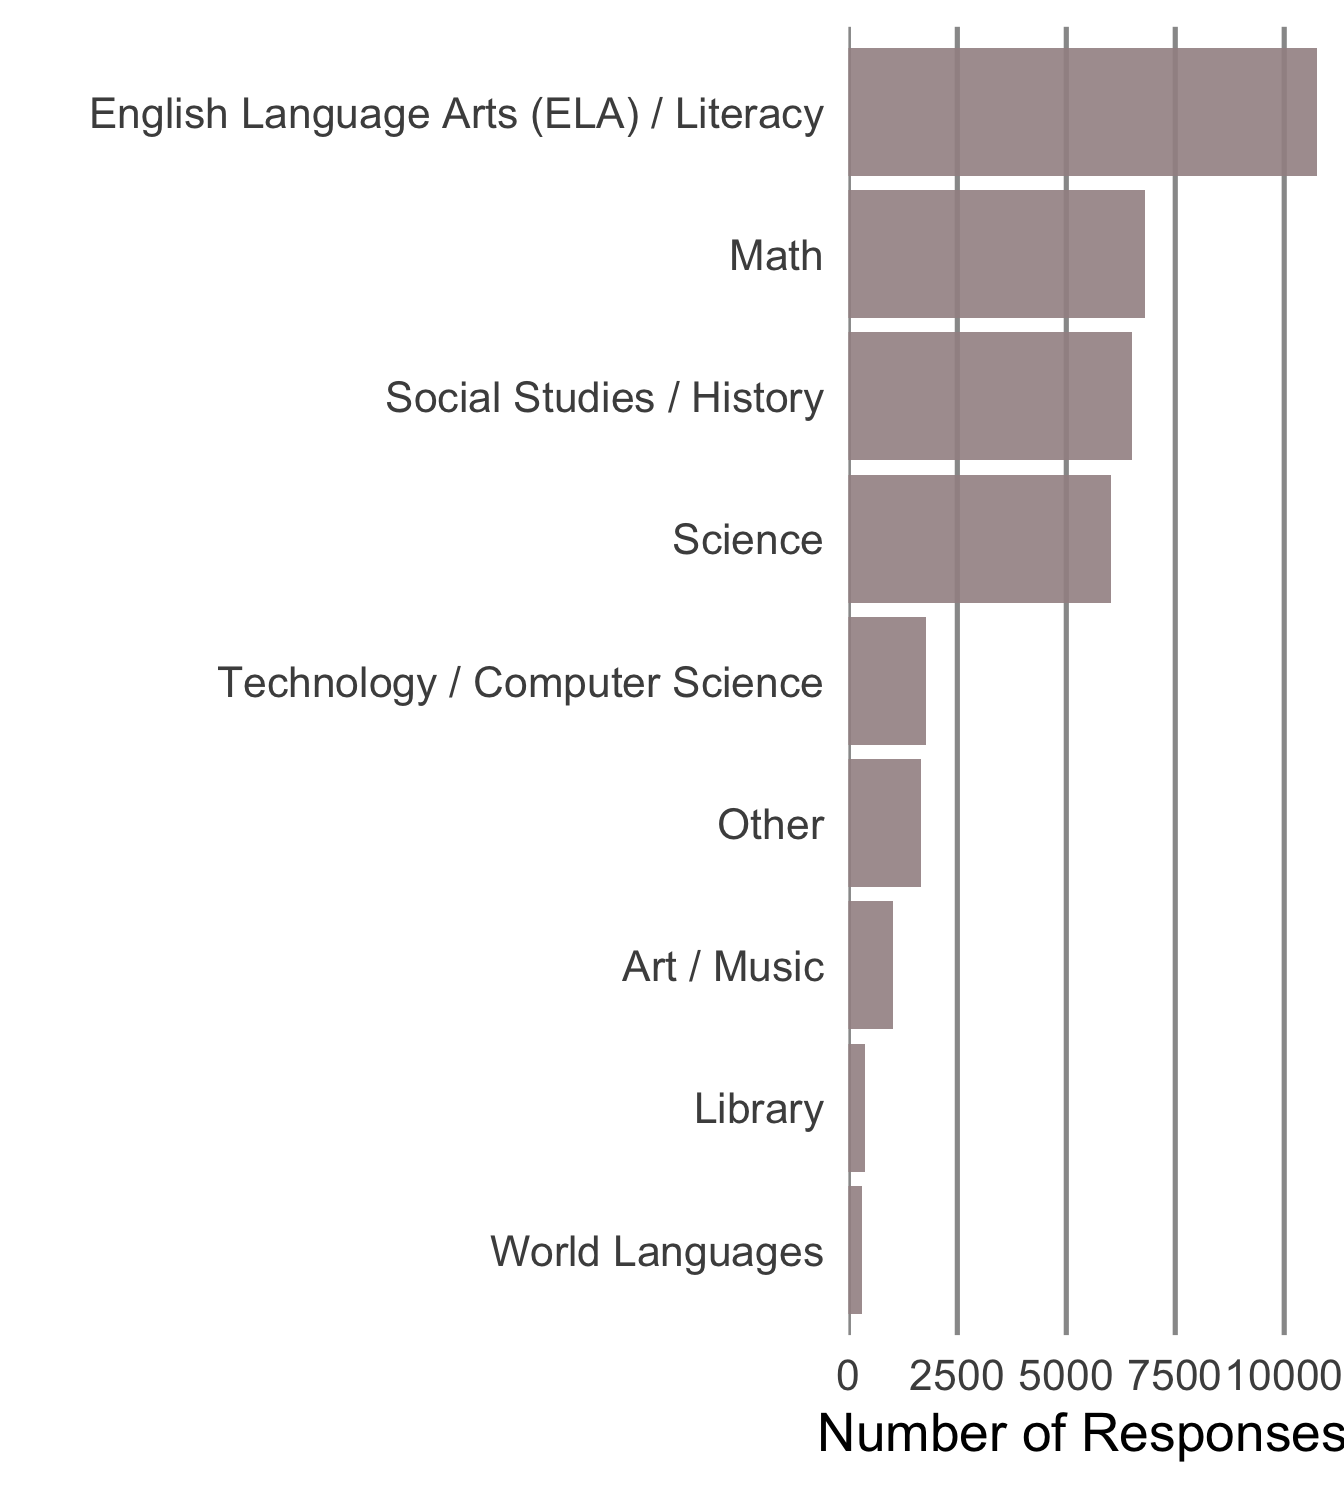 English Language Arts (ELA) / Literacy
Math
Social Studies / History
Science
Technology / Computer Science
Other
Art / Music
Library
World Languages
0 2500 5000 7500 10000
Number of Responses